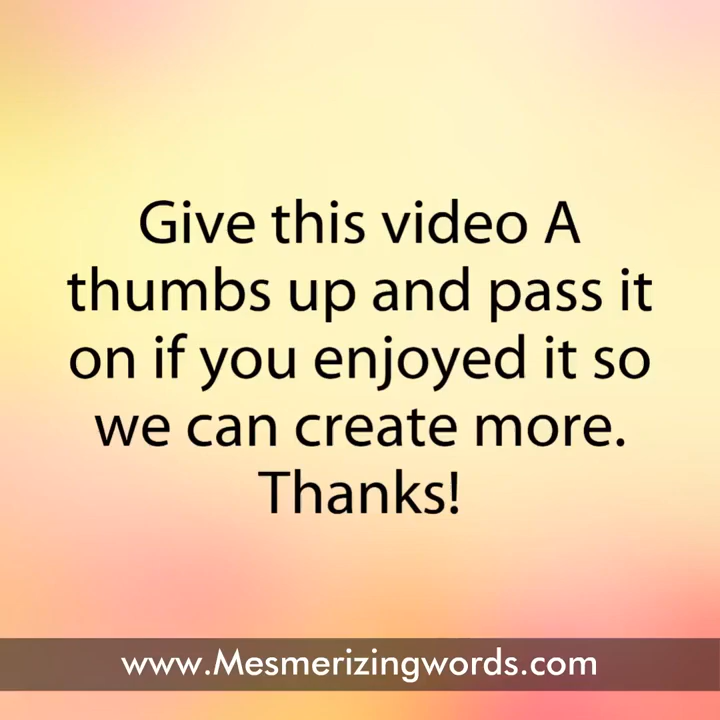 Give this video A
thumbs up and pass it
on if you enjoyed it so
we can create more.
Thanks!
www.Mesmerizingwords.com